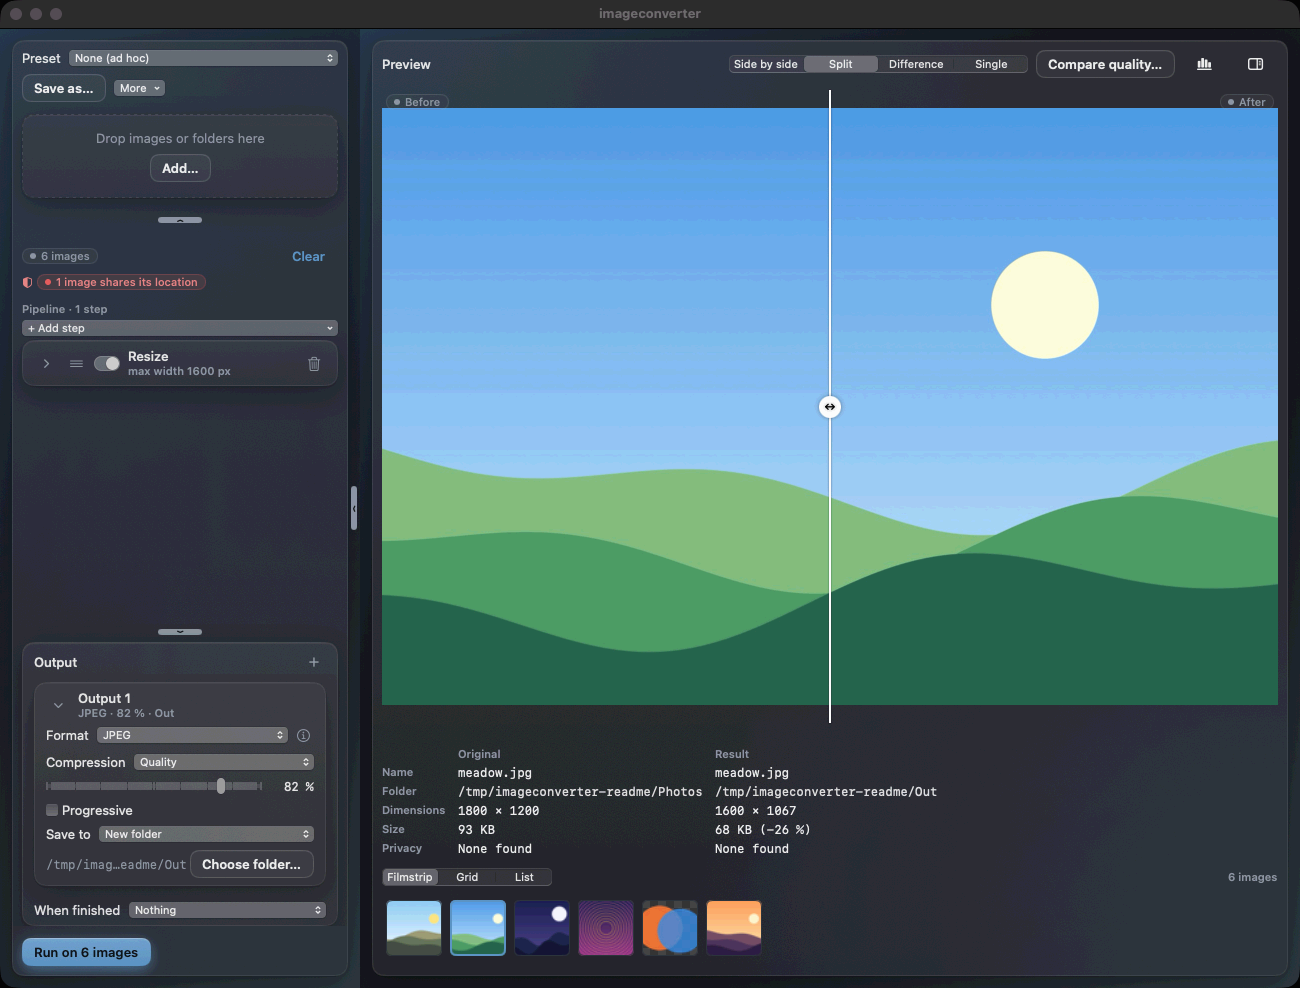 imageconverter
Preset None (ad hoc)
Save as... More
Drop images or folders here
Add...
6 images Clear
1 image shares its location
Pipeline · 1 step
+ Add step
Resize
max width 1600 px
Output +
Output 1
JPEG · 82 % · Out
Format JPEG
Compression Quality
82 %
Progressive
Save to New folder
/tmp/imag…eadme/Out Choose folder...
When finished Nothing
Run on 6 images
Preview Side by side Split Difference Single Compare quality...
Before After
Original Result
Name meadow.jpg meadow.jpg
Folder /tmp/imageconverter-readme/Photos /tmp/imageconverter-readme/Out
Dimensions 1800 × 1200 1600 × 1067
Size 93 KB 68 KB (−26 %)
Privacy None found None found
Filmstrip Grid List 6 images